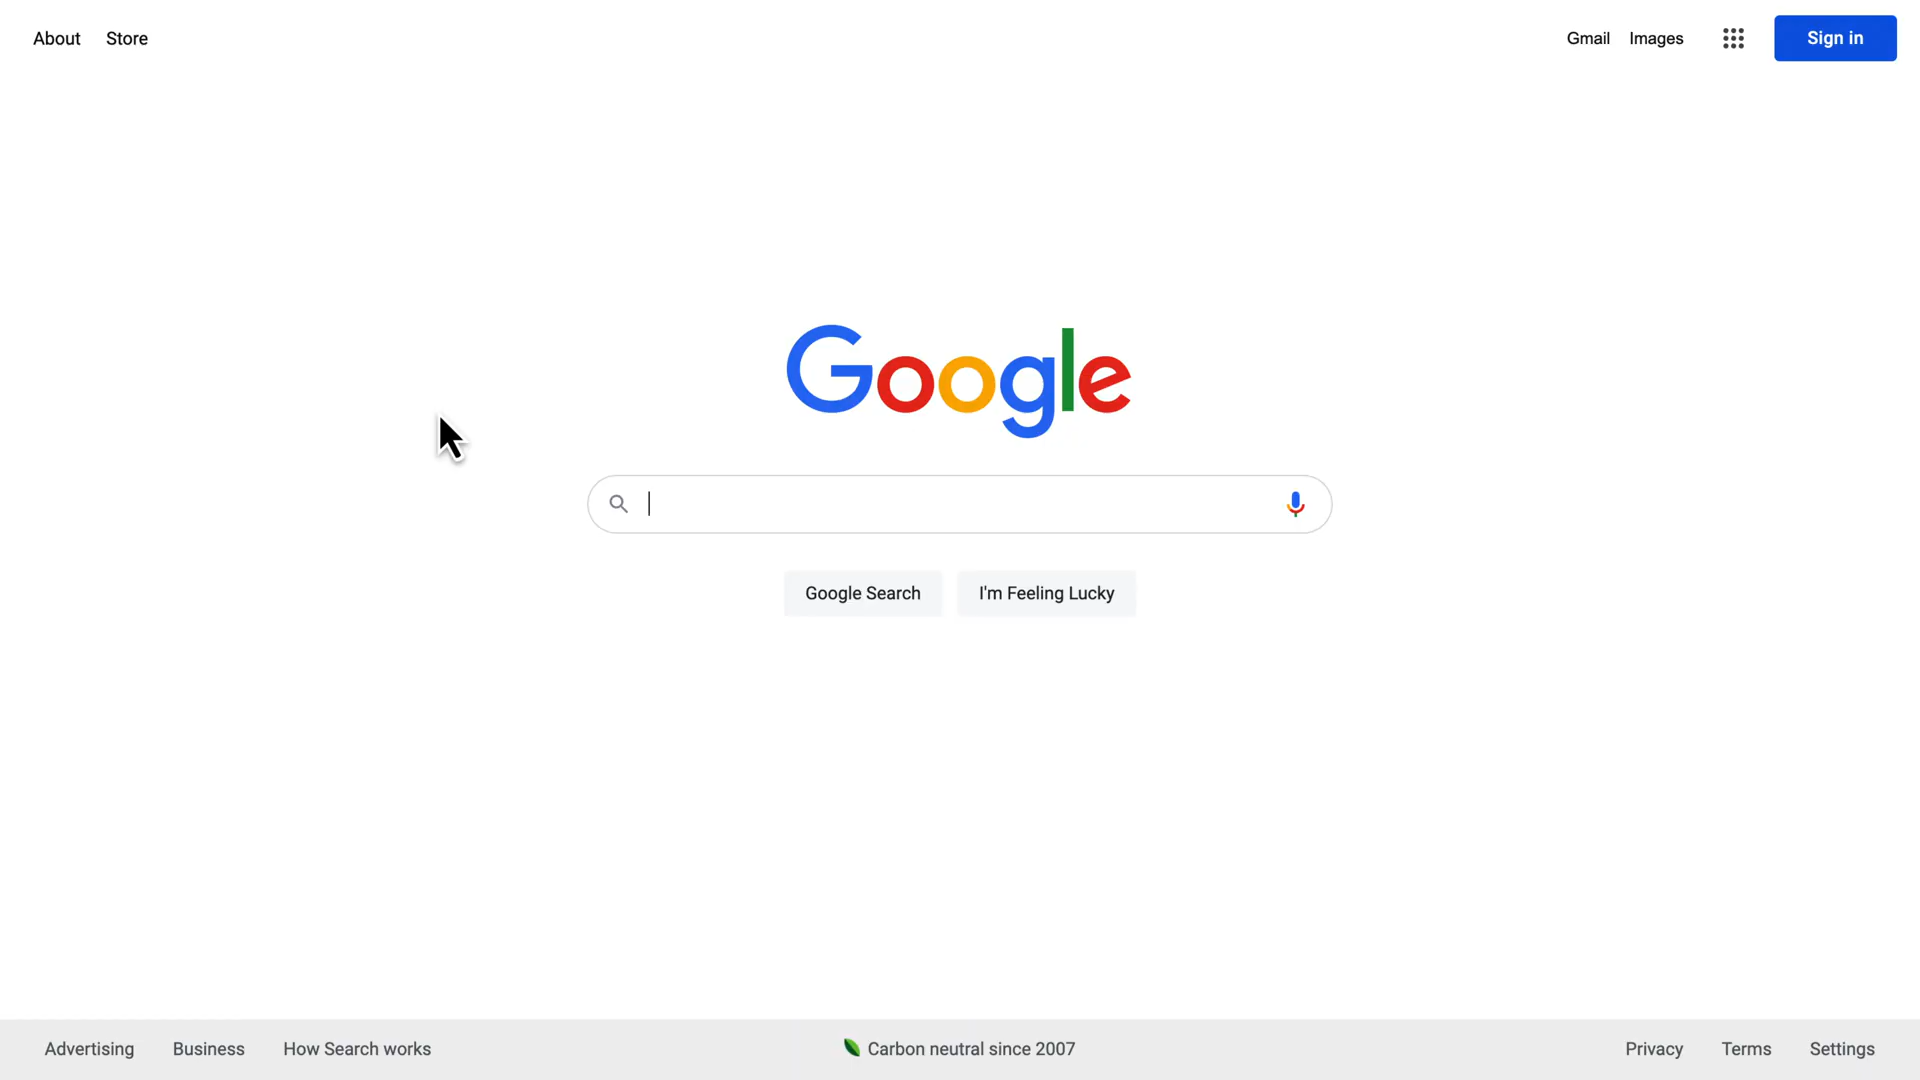 About Store Gmail Images Sign in
Google
Google Search I'm Feeling Lucky
Advertising Business How Search works Carbon neutral since 2007 Privacy Terms Settings